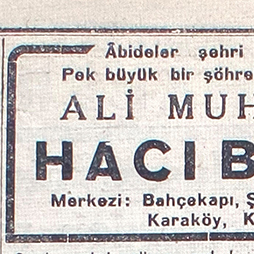 Âbideler şehri
Pek büyük bir şöhre
ALİ MUH
HACI B
Merkezi: Bahçekapı, Ş
Karaköy, K